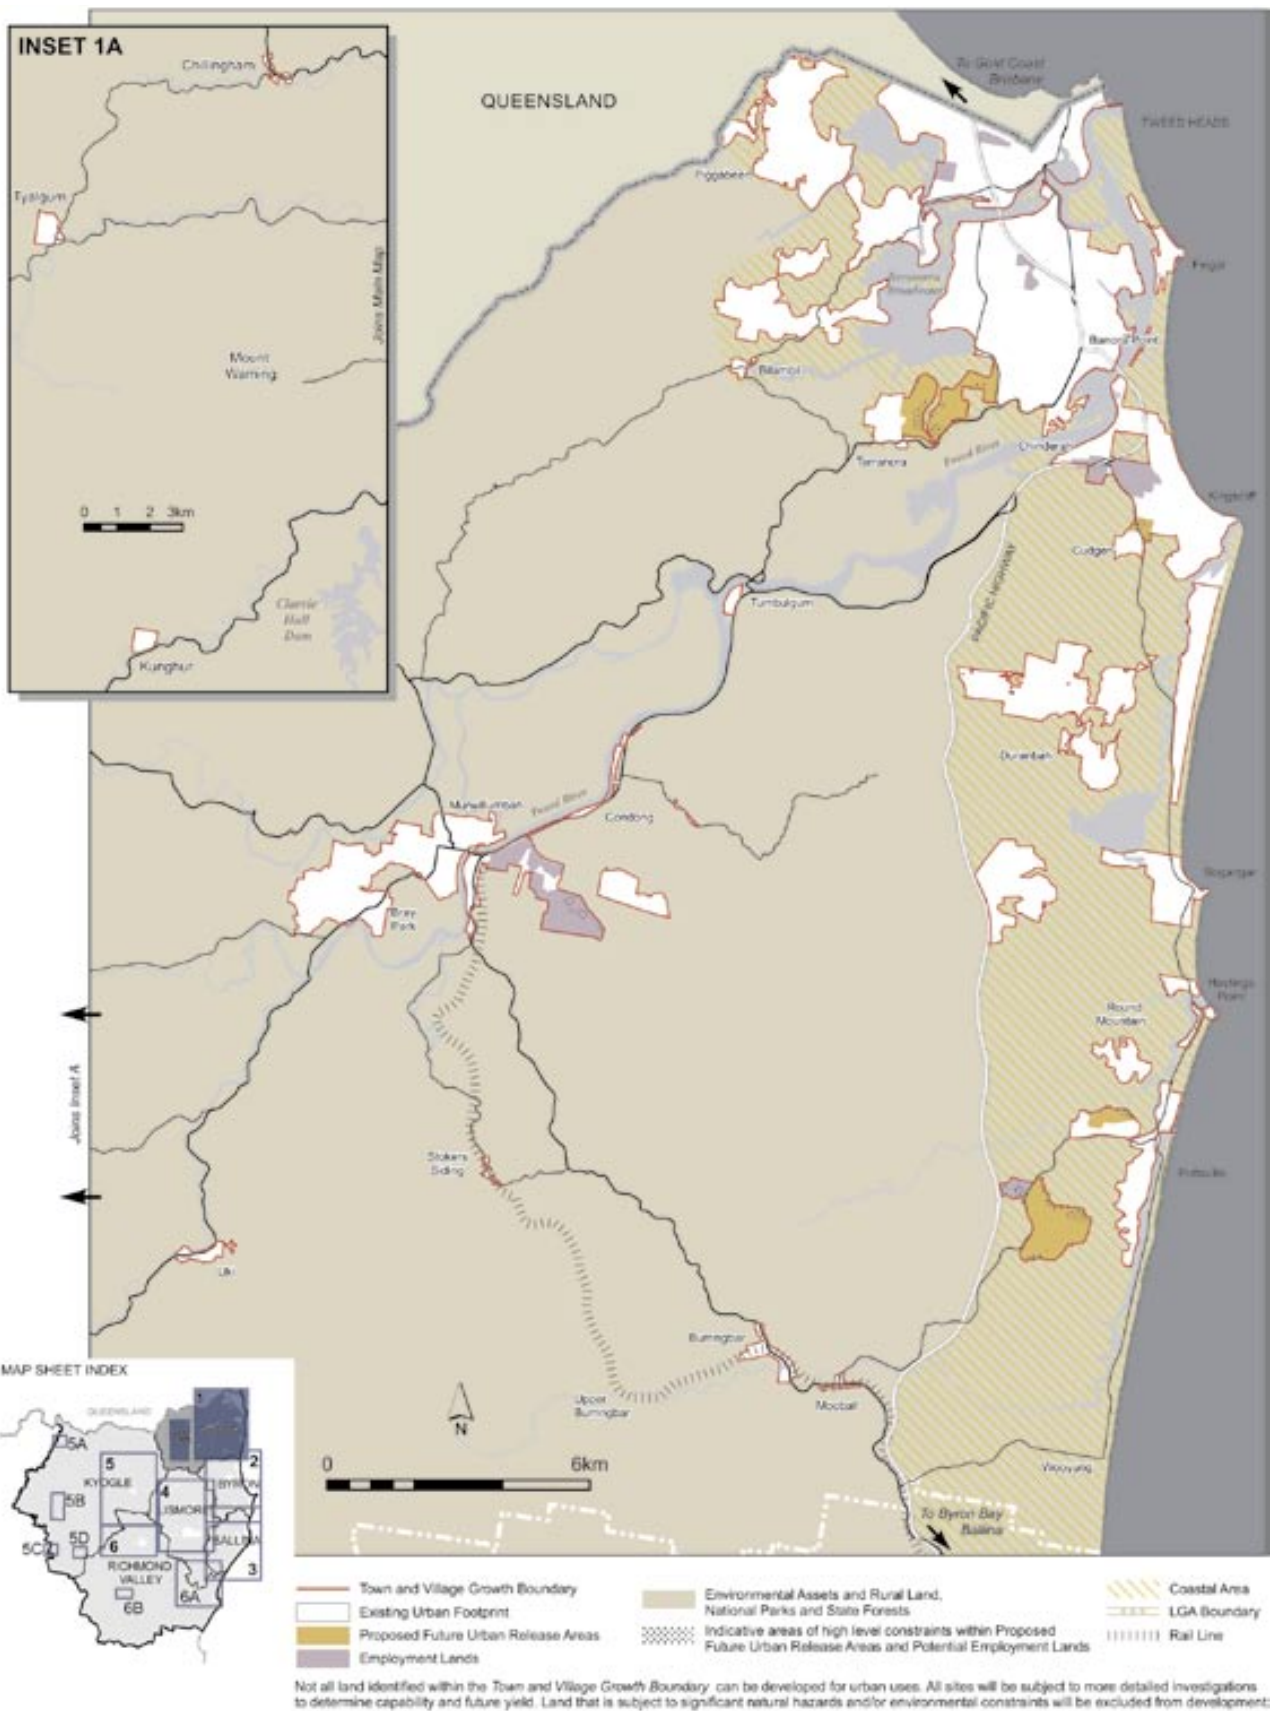 INSET 1A
Chillingham
Tyalgum
Mount
Warning
Joins Main Map
0 1 2 3km
Clarrie
Hall
Dam
Kunghur
QUEENSLAND
To Gold Coast
Brisbane
TWEED HEADS
Piggabeen
Fingal
Terranora
Broadwater
Banora Point
Bilambil
Terranora
Tweed River
Chinderah
Kingscliff
Cudgen
PACIFIC HIGHWAY
Tumbulgum
Duranbah
Murwillumbah
Tweed River
Condong
Bogangar
Bray
Park
Hastings
Point
Round
Mountain
Joins Inset A
Stokers
Siding
Pottsville
Uki
Burringbar
Upper
Burringbar
Mooball
Wooyung
N
0 6km
To Byron Bay
Ballina
MAP SHEET INDEX
QUEENSLAND
1
5A
5
2
KYOGLE
BYRON
5B
4
LISMORE
5C
5D
6
BALLINA
RICHMOND
VALLEY
3
6A
6B
Town and Village Growth Boundary
Existing Urban Footprint
Proposed Future Urban Release Areas
Employment Lands
Environmental Assets and Rural Land,
National Parks and State Forests
Indicative areas of high level constraints within Proposed
Future Urban Release Areas and Potential Employment Lands
Coastal Area
LGA Boundary
Rail Line
Not all land identified within the Town and Village Growth Boundary can be developed for urban uses. All sites will be subject to more detailed investigations
to determine capability and future yield. Land that is subject to significant natural hazards and/or environmental constraints will be excluded from development.